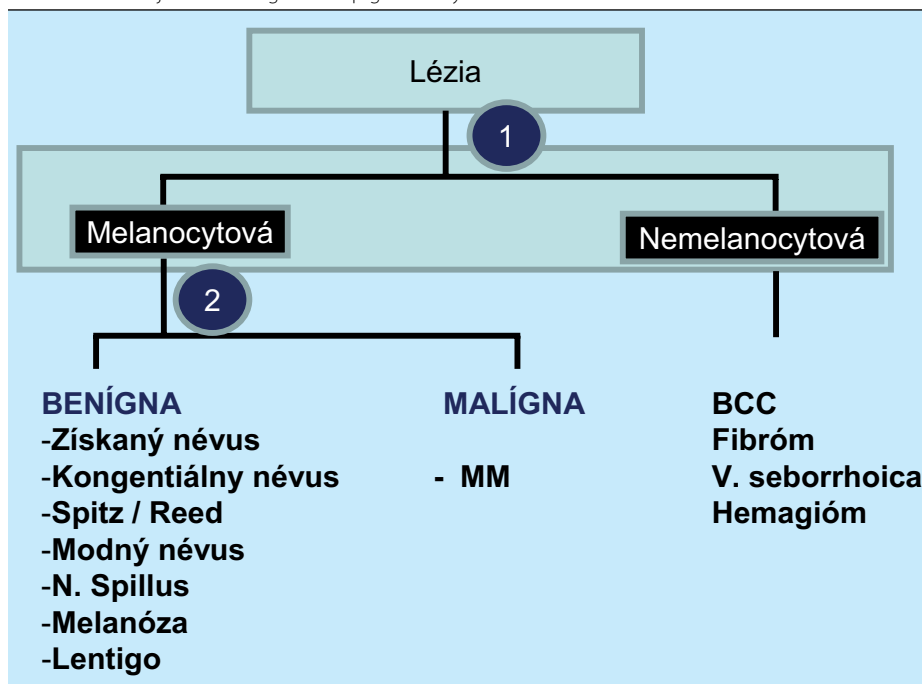 Lézia
1
Melanocytová
Nemelanocytová
2
BENÍGNA
-Získaný névus
-Kongentiálny névus
-Spitz / Reed
-Modný névus
-N. Spillus
-Melanóza
-Lentigo
MALÍGNA
- MM
BCC
Fibróm
V. seborrhoica
Hemagióm